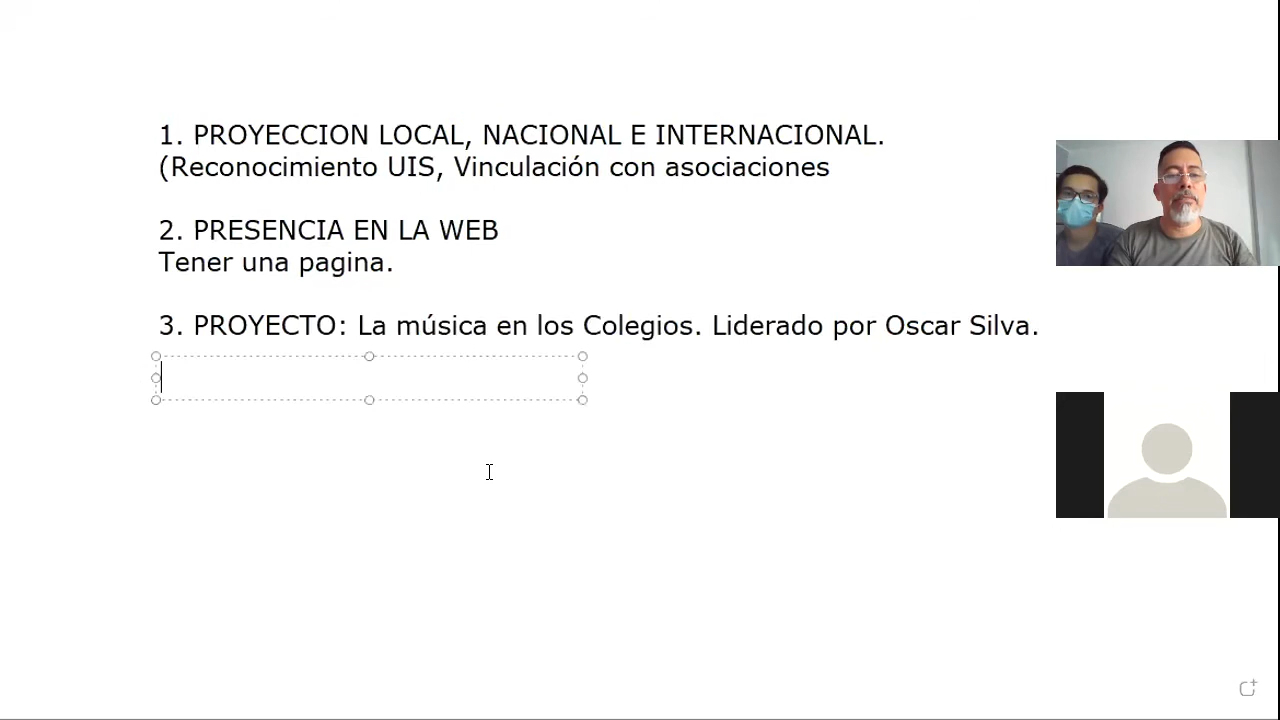 1. PROYECCION LOCAL, NACIONAL E INTERNACIONAL.
(Reconocimiento UIS, Vinculación con asociaciones
2. PRESENCIA EN LA WEB
Tener una pagina.
3. PROYECTO: La música en los Colegios. Liderado por Oscar Silva.